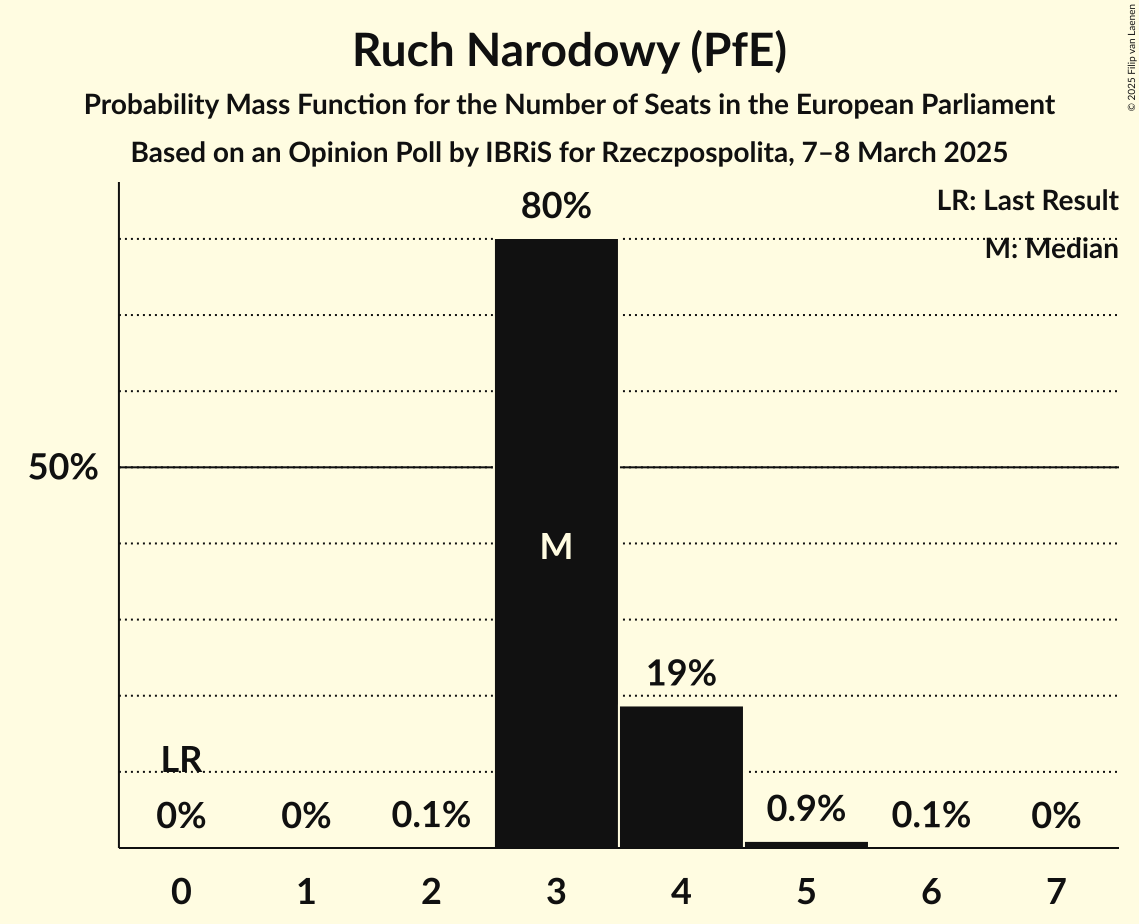 Ruch Narodowy (PfE)
Probability Mass Function for the Number of Seats in the European Parliament
Based on an Opinion Poll by IBRiS for Rzeczpospolita, 7–8 March 2025
© 2025 Filip van Laenen
LR: Last Result
M: Median
80%
50%
M
19%
LR
0% 0% 0.1% 0.9% 0.1% 0%
0 1 2 3 4 5 6 7